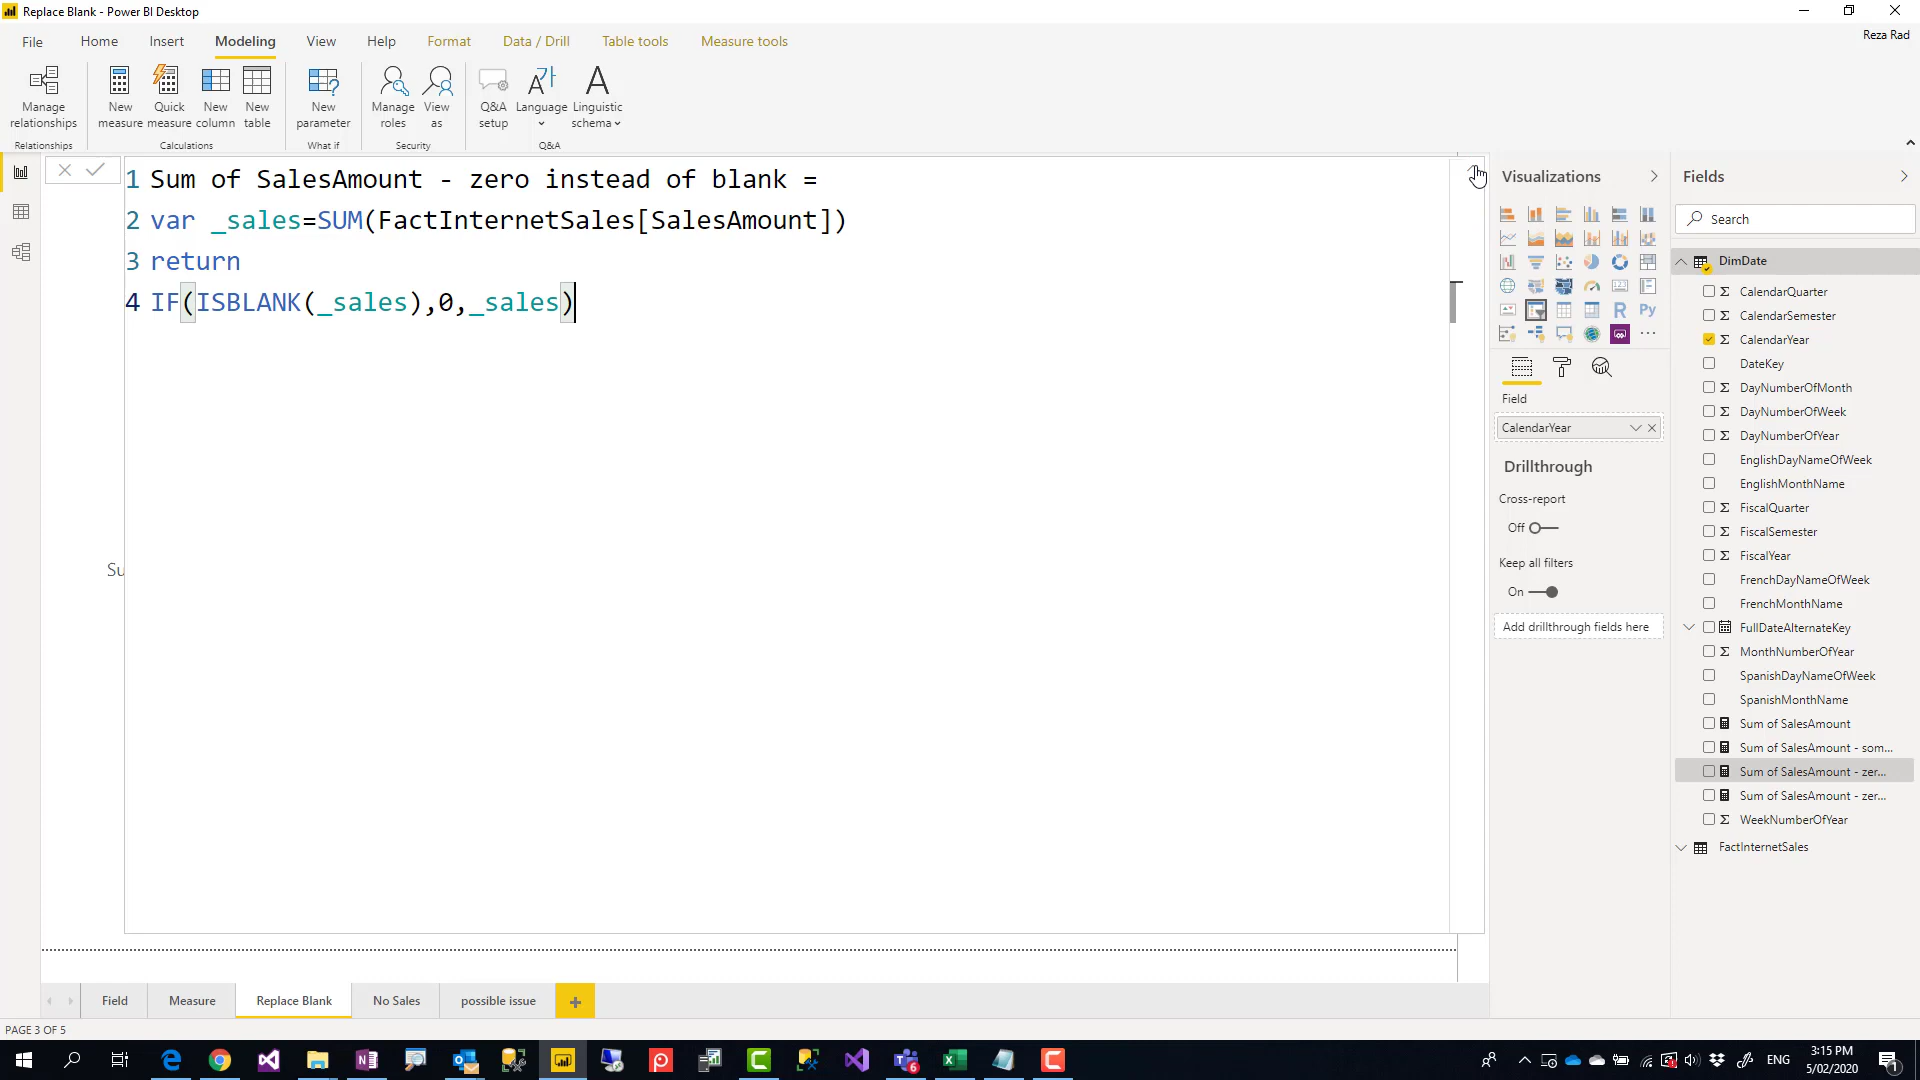 Replace Blank - Power BI Desktop
Reza Rad
File Home Insert Modeling View Help Format Data / Drill Table tools Measure tools
Manage relationships
New measure
Quick measure
New column
New table
New parameter
Manage roles
View as
Q&A setup
Language
Linguistic schema
Relationships
Calculations
What if
Security
Q&A
1 Sum of SalesAmount - zero instead of blank =
2 var _sales=SUM(FactInternetSales[SalesAmount])
3 return
4 IF(ISBLANK(_sales),0,_sales)
Su
Visualizations
R
Py
Field
CalendarYear
Drillthrough
Cross-report
Off
Keep all filters
On
Add drillthrough fields here
Fields
Search
DimDate
CalendarQuarter
CalendarSemester
CalendarYear
DateKey
DayNumberOfMonth
DayNumberOfWeek
DayNumberOfYear
EnglishDayNameOfWeek
EnglishMonthName
FiscalQuarter
FiscalSemester
FiscalYear
FrenchDayNameOfWeek
FrenchMonthName
FullDateAlternateKey
MonthNumberOfYear
SpanishDayNameOfWeek
SpanishMonthName
Sum of SalesAmount
Sum of SalesAmount - som...
Sum of SalesAmount - zer...
Sum of SalesAmount - zer...
WeekNumberOfYear
FactInternetSales
Field Measure Replace Blank No Sales possible issue +
PAGE 3 OF 5
ENG
3:15 PM
5/02/2020